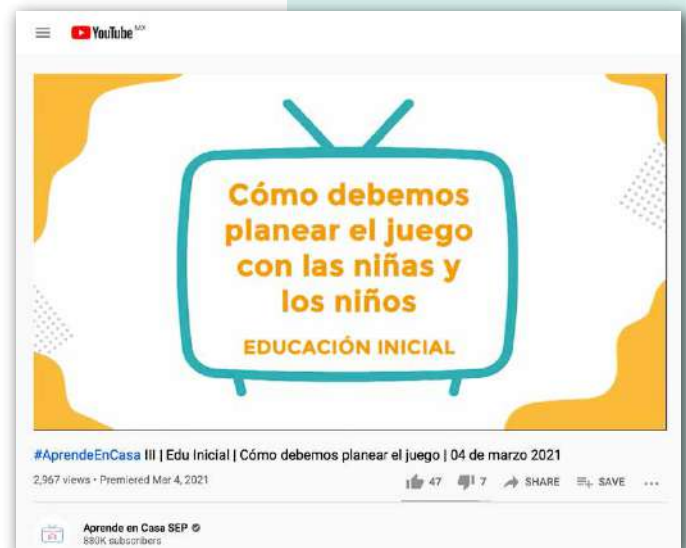 YouTube MX
Cómo debemos
planear el juego
con las niñas y
los niños
EDUCACIÓN INICIAL
#AprendeEnCasa III | Edu Inicial | Cómo debemos planear el juego | 04 de marzo 2021
2,967 views • Premiered Mar 4, 2021
47 7 SHARE SAVE ...
Aprende en Casa SEP
880K subscribers